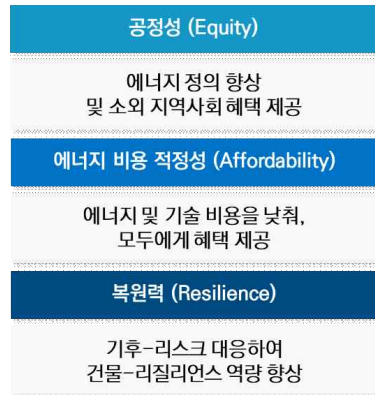 공정성 (Equity)
에너지 정의 향상
및 소외 지역사회 혜택 제공
에너지 비용 적정성 (Affordability)
에너지 및 기술 비용을 낮춰,
모두에게 혜택 제공
복원력 (Resilience)
기후-리스크 대응하여
건물-리질리언스 역량 향상